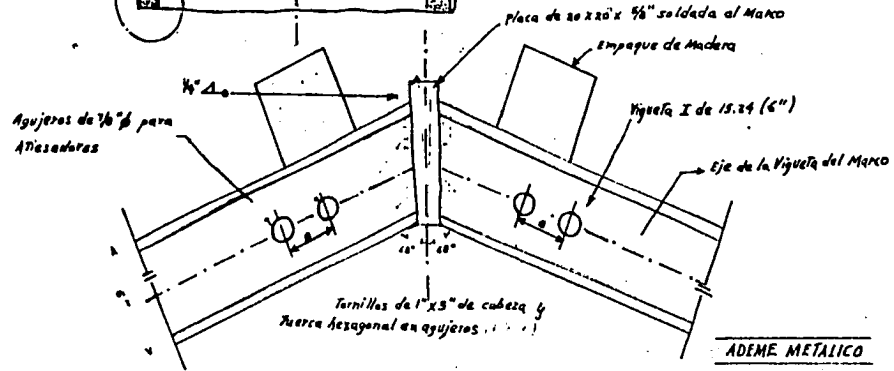 Placa de 20 x 20 x 5/8" soldada al Marco
Empaque de Madera
1/4"
Agujeros de 7/8" ø para
Atiesadores
Vigueta I de 15.24 (6")
Eje de la Vigueta del Marco
Tornillos de 1" x 3" de cabeza y
Tuerca hexagonal en agujeros
ADEME METALICO